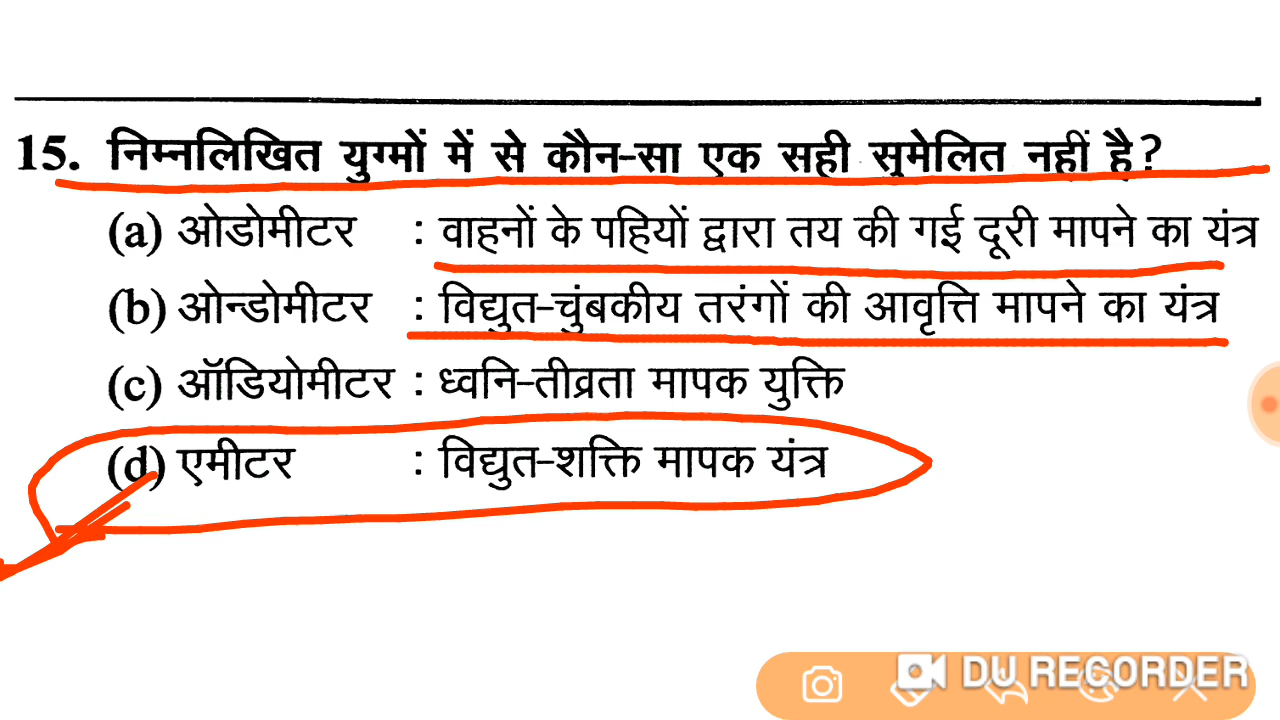 15. निम्नलिखित युग्मों में से कौन-सा एक सही सुमेलित नहीं है?
(a) ओडोमीटर : वाहनों के पहियों द्वारा तय की गई दूरी मापने का यंत्र
(b) ओन्डोमीटर : विद्युत-चुंबकीय तरंगों की आवृत्ति मापने का यंत्र
(c) ऑडियोमीटर : ध्वनि-तीव्रता मापक युक्ति
(d) एमीटर : विद्युत-शक्ति मापक यंत्र
DU RECORDER